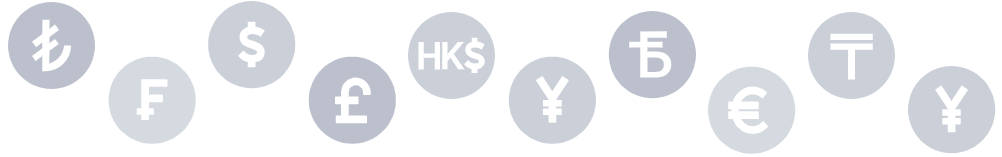 ₺ ₣ $ £ HK$ ¥ Ѣ € ₸ ¥